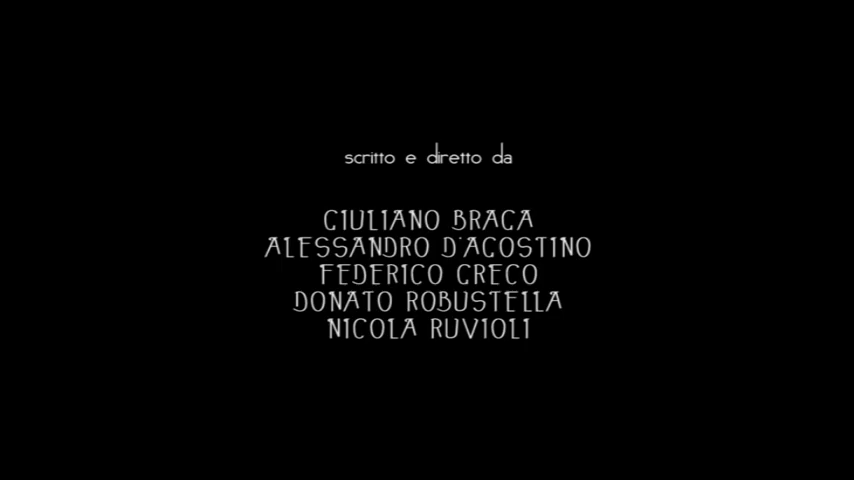 scritto e diretto da
GIULIANO BRAGA
ALESSANDRO D'AGOSTINO
FEDERICO GRECO
DONATO ROBUSTELLA
NICOLA RUVIOLI